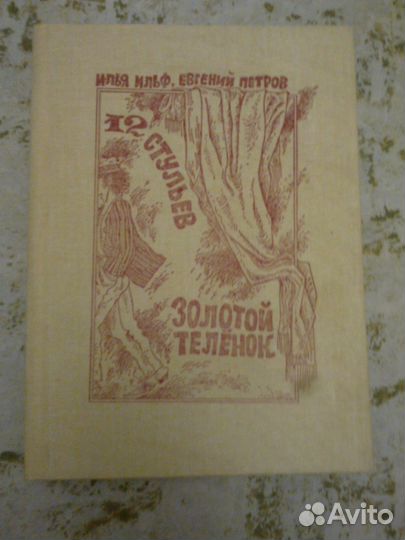 ИЛЬЯ ИЛЬФ, ЕВГЕНИЙ ПЕТРОВ
12
СТУЛЬЕВ
ЗОЛОТОЙ
ТЕЛЁНОК
Avito